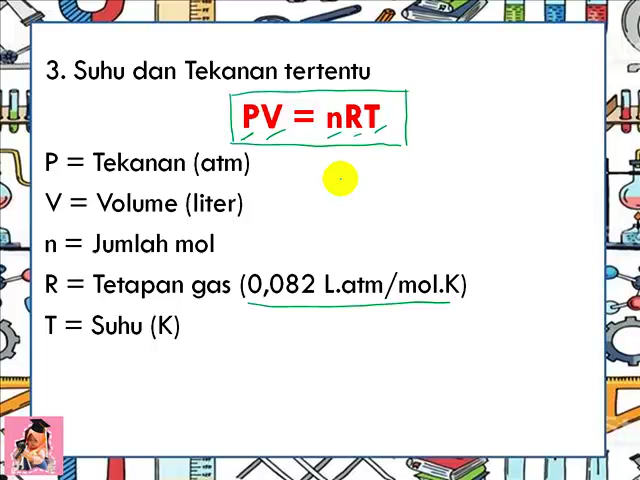 3. Suhu dan Tekanan tertentu
PV = nRT
P = Tekanan (atm)
V = Volume (liter)
n = Jumlah mol
R = Tetapan gas (0,082 L.atm/mol.K)
T = Suhu (K)